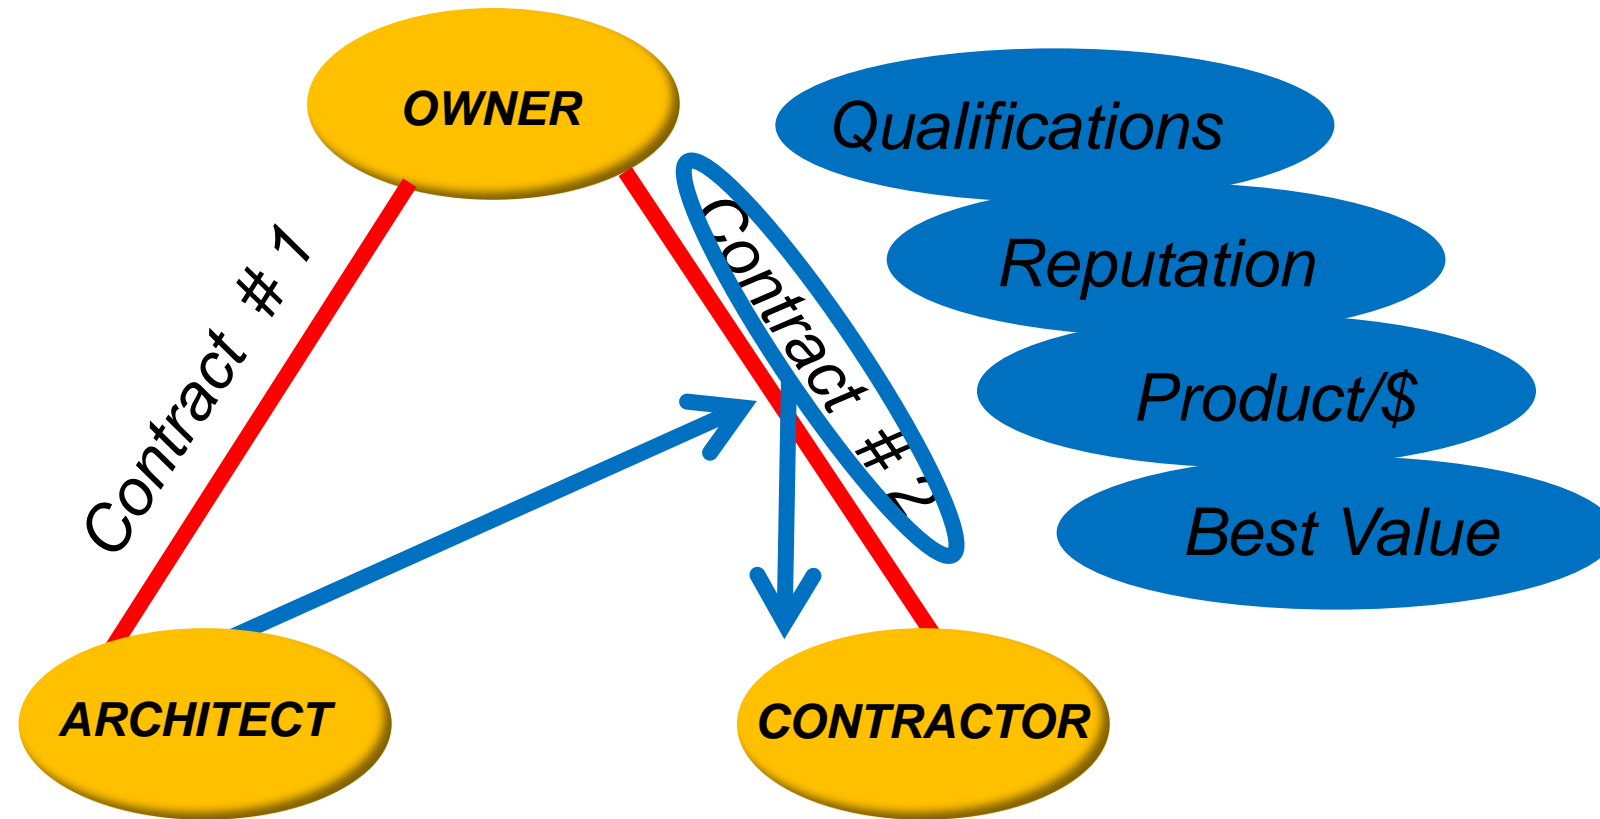 OWNER
Qualifications
Reputation
Product/$
Best Value
Contract # 1
Contract # 2
ARCHITECT
CONTRACTOR